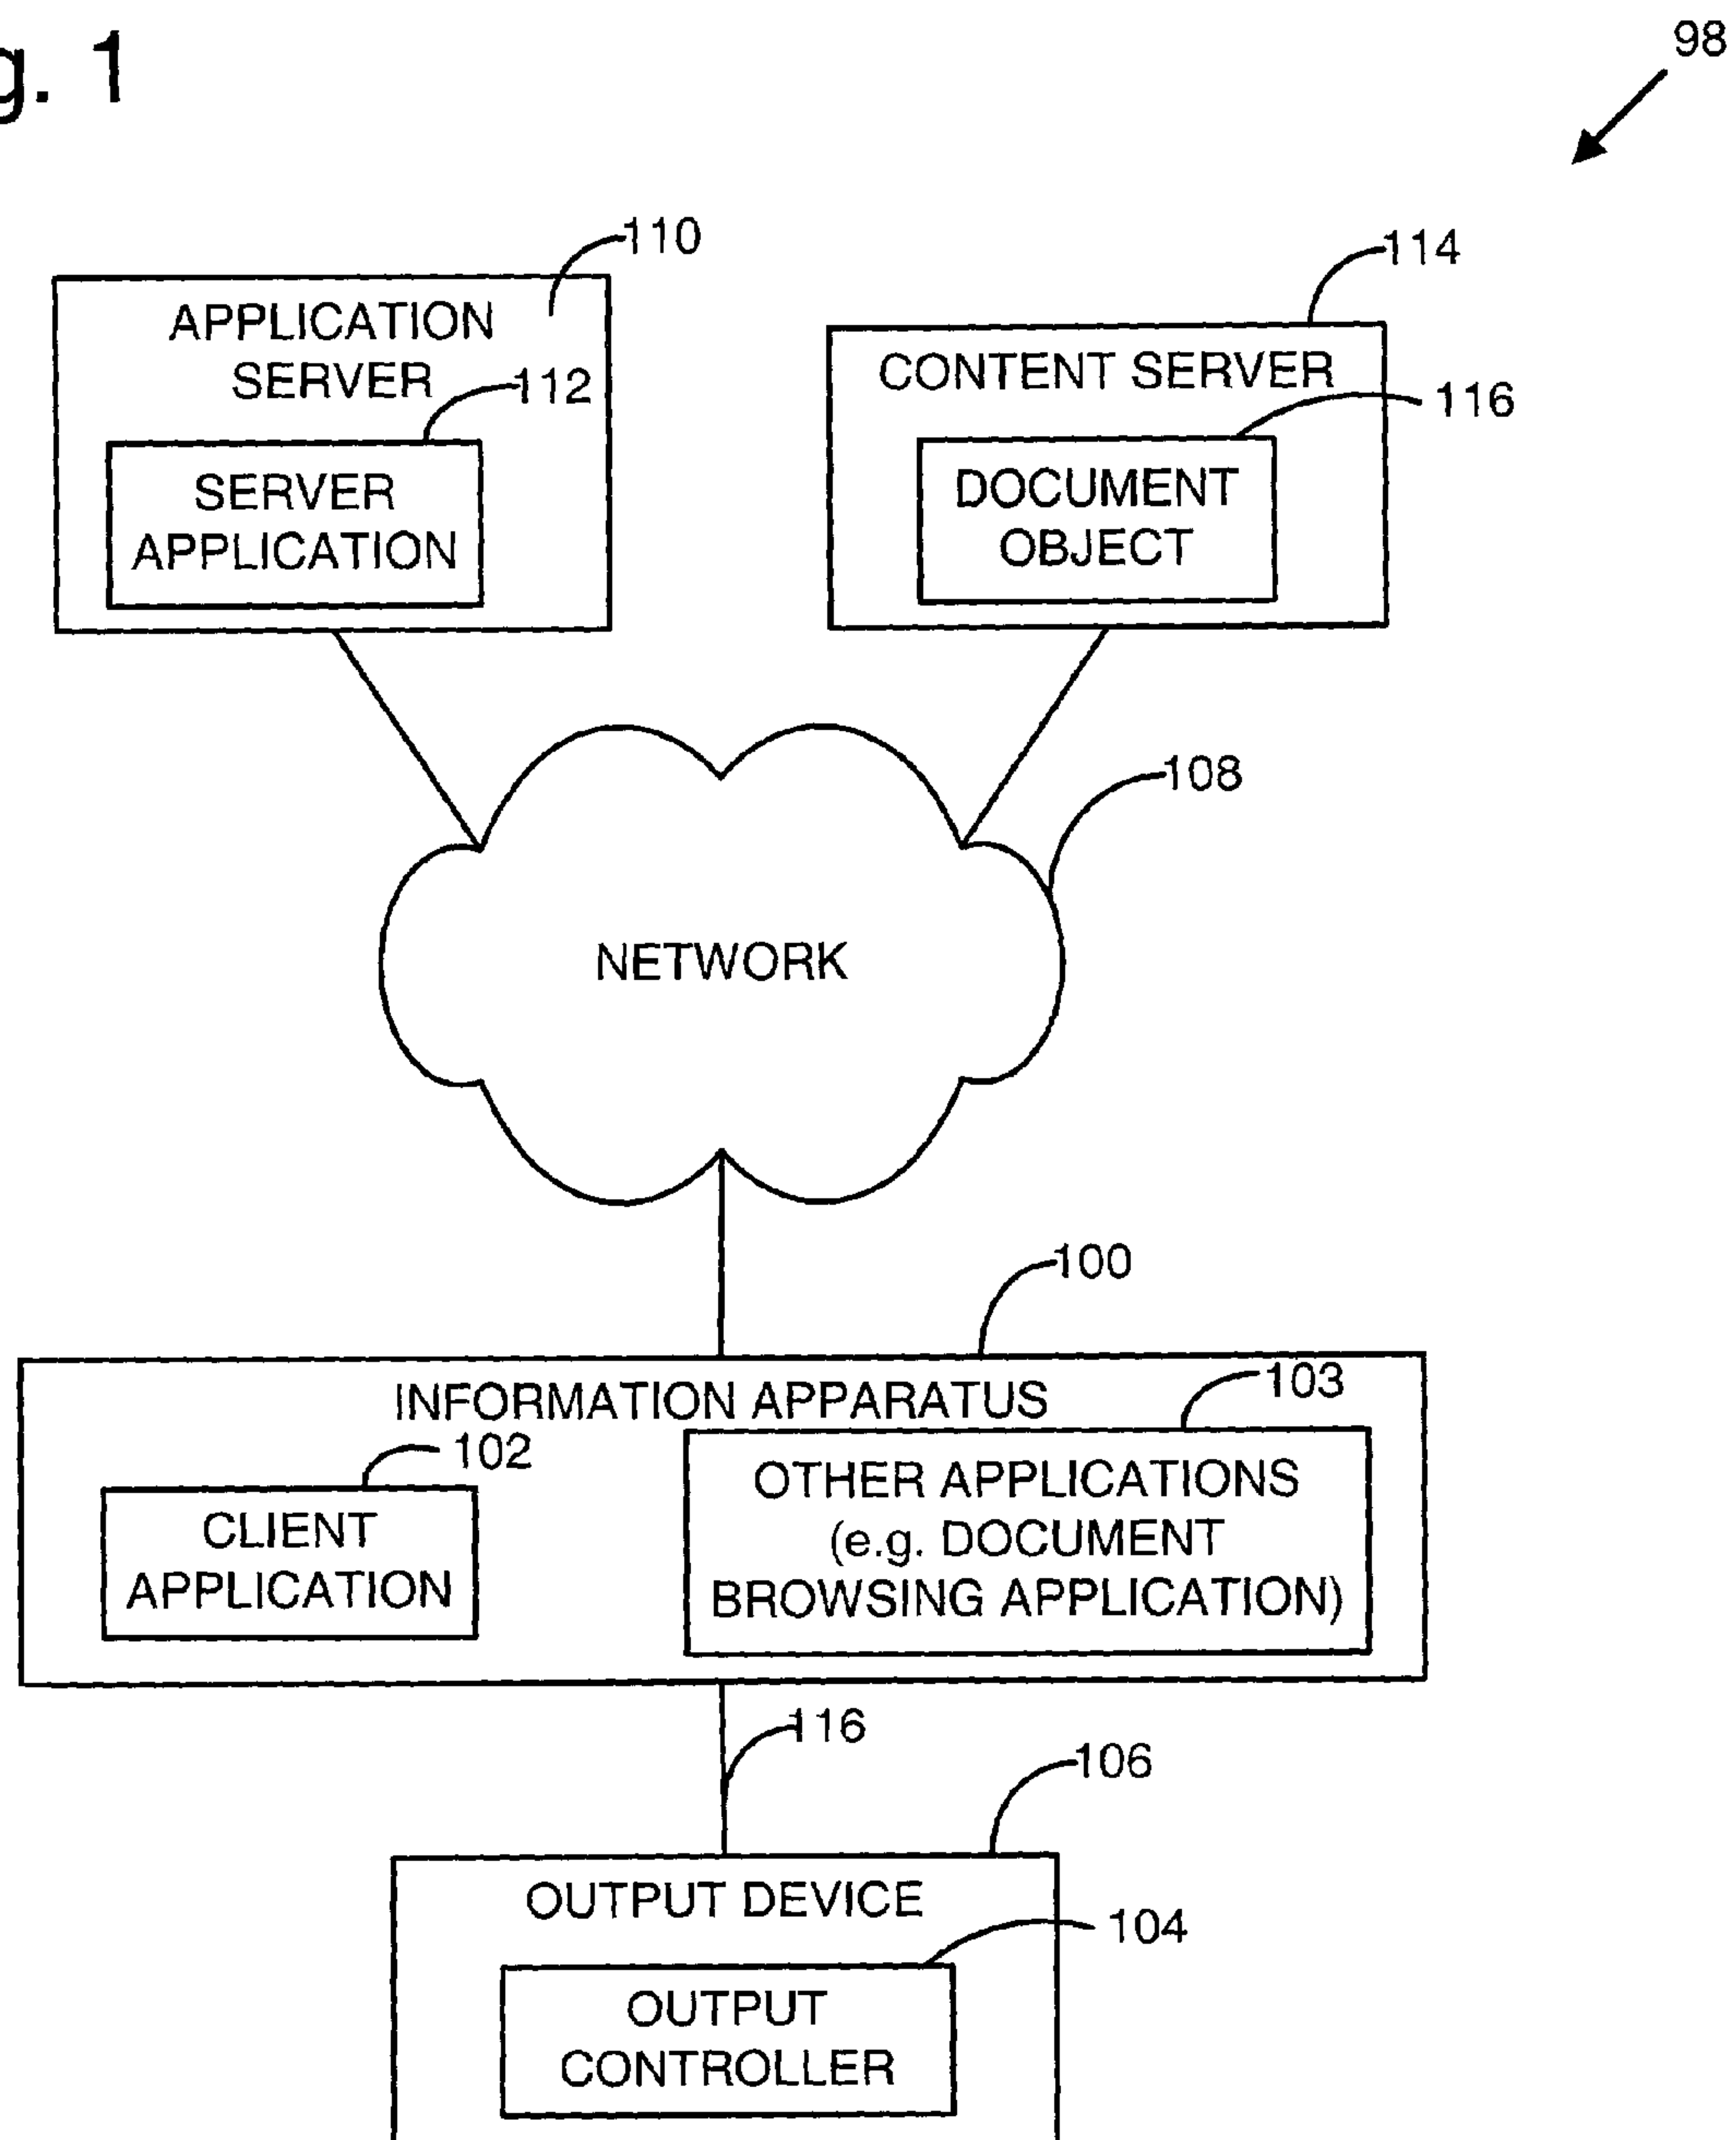 g. 1
98
110
114
APPLICATION
SERVER
112
CONTENT SERVER
116
SERVER
APPLICATION
DOCUMENT
OBJECT
108
NETWORK
100
INFORMATION APPARATUS
103
102
CLIENT
APPLICATION
OTHER APPLICATIONS
(e.g. DOCUMENT
BROWSING APPLICATION)
116
106
OUTPUT DEVICE
104
OUTPUT
CONTROLLER